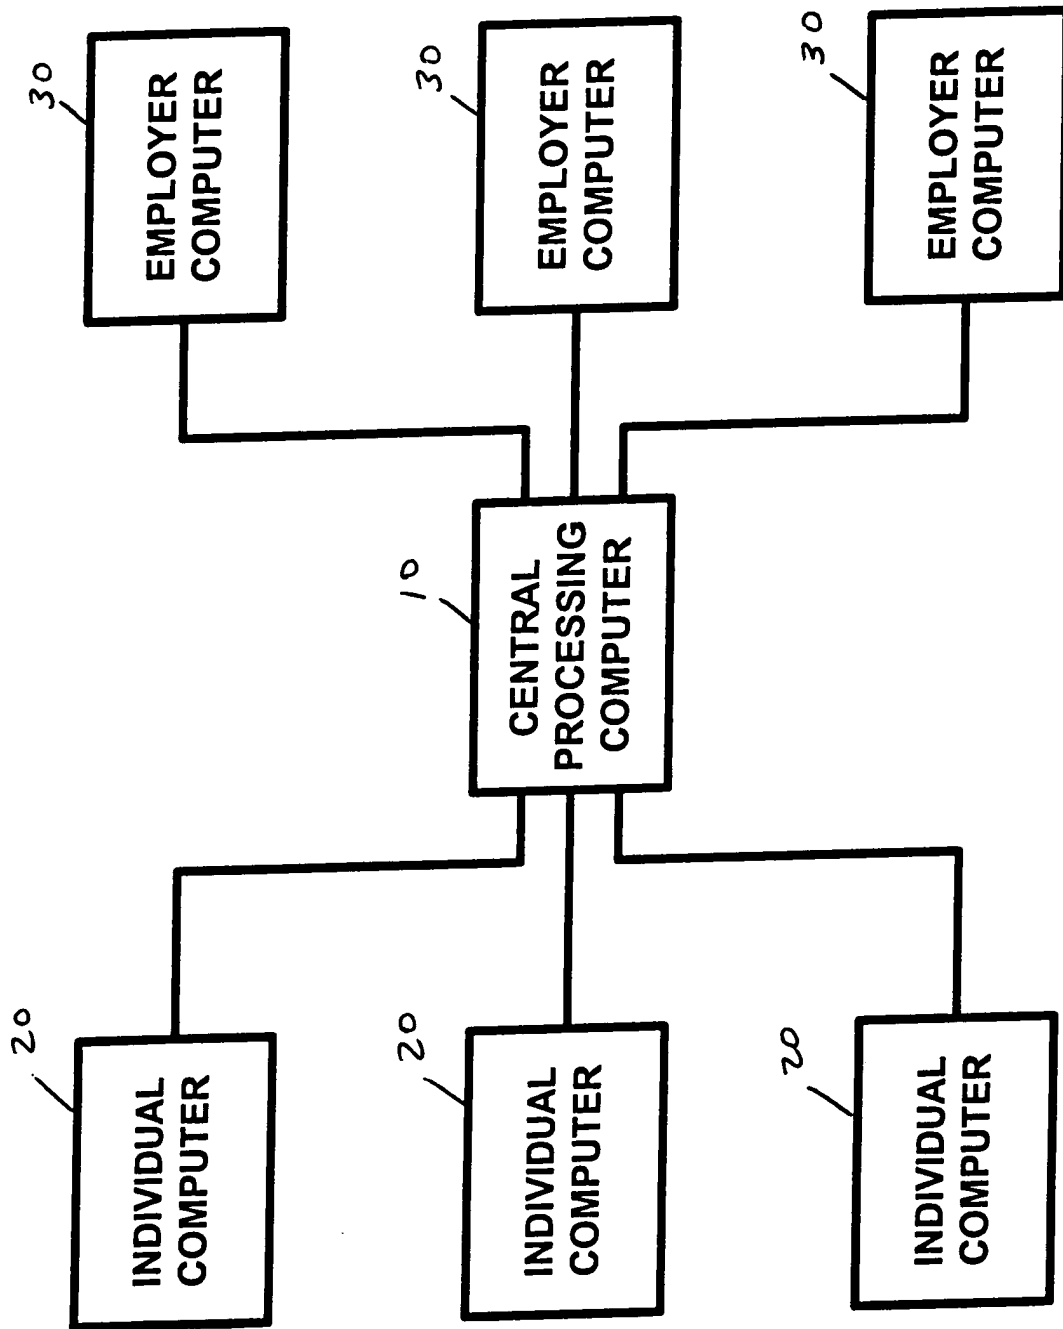 20
INDIVIDUAL
COMPUTER
20
INDIVIDUAL
COMPUTER
20
INDIVIDUAL
COMPUTER
10
CENTRAL
PROCESSING
COMPUTER
30
EMPLOYER
COMPUTER
30
EMPLOYER
COMPUTER
30
EMPLOYER
COMPUTER